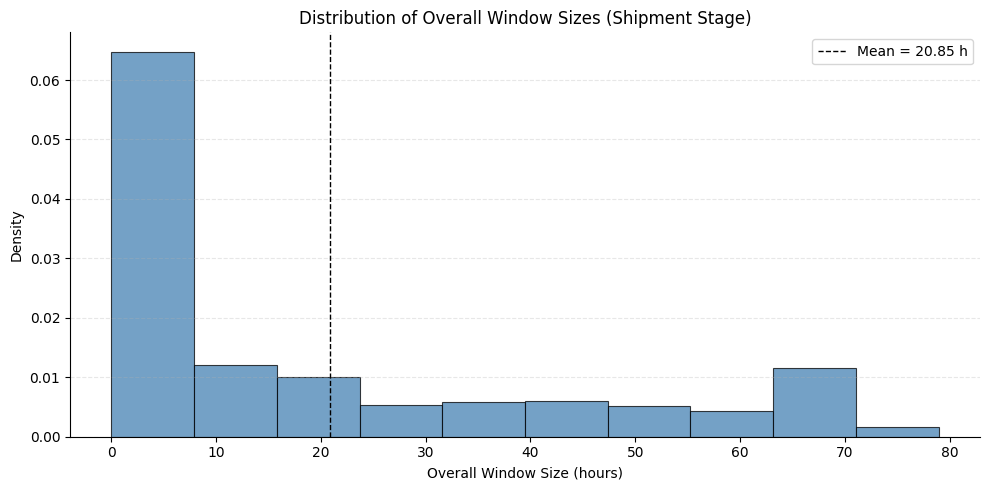 Distribution of Overall Window Sizes (Shipment Stage)
Mean = 20.85 h
0.06
0.05
0.04
0.03
0.02
0.01
0.00
Density
0 10 20 30 40 50 60 70 80
Overall Window Size (hours)